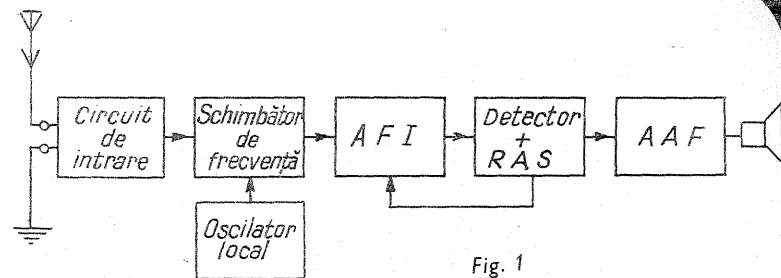 Circuit
de
intrare
Schimbător
de
frecvență
AFI
Detector
+
RAS
AAF
Oscilator
local
Fig. 1